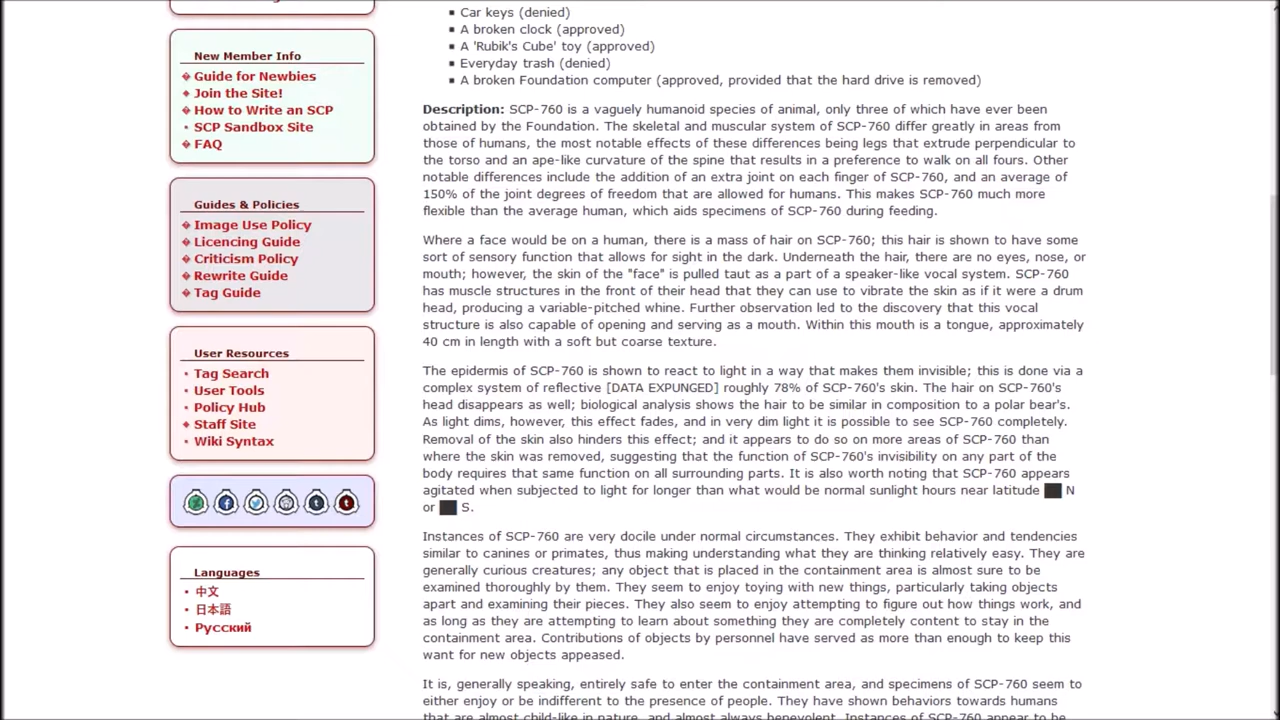 New Member Info
Guide for Newbies
Join the Site!
How to Write an SCP
SCP Sandbox Site
FAQ
Guides & Policies
Image Use Policy
Licencing Guide
Criticism Policy
Rewrite Guide
Tag Guide
User Resources
Tag Search
User Tools
Policy Hub
Staff Site
Wiki Syntax
Languages
中文
日本語
Русский
Car keys (denied)
A broken clock (approved)
A 'Rubik's Cube' toy (approved)
Everyday trash (denied)
A broken Foundation computer (approved, provided that the hard drive is removed)
Description: SCP-760 is a vaguely humanoid species of animal, only three of which have ever been
obtained by the Foundation. The skeletal and muscular system of SCP-760 differ greatly in areas from
those of humans, the most notable effects of these differences being legs that extrude perpendicular to
the torso and an ape-like curvature of the spine that results in a preference to walk on all fours. Other
notable differences include the addition of an extra joint on each finger of SCP-760, and an average of
150% of the joint degrees of freedom that are allowed for humans. This makes SCP-760 much more
flexible than the average human, which aids specimens of SCP-760 during feeding.
Where a face would be on a human, there is a mass of hair on SCP-760; this hair is shown to have some
sort of sensory function that allows for sight in the dark. Underneath the hair, there are no eyes, nose, or
mouth; however, the skin of the "face" is pulled taut as a part of a speaker-like vocal system. SCP-760
has muscle structures in the front of their head that they can use to vibrate the skin as if it were a drum
head, producing a variable-pitched whine. Further observation led to the discovery that this vocal
structure is also capable of opening and serving as a mouth. Within this mouth is a tongue, approximately
40 cm in length with a soft but coarse texture.
The epidermis of SCP-760 is shown to react to light in a way that makes them invisible; this is done via a
complex system of reflective [DATA EXPUNGED] roughly 78% of SCP-760's skin. The hair on SCP-760's
head disappears as well; biological analysis shows the hair to be similar in composition to a polar bear's.
As light dims, however, this effect fades, and in very dim light it is possible to see SCP-760 completely.
Removal of the skin also hinders this effect; and it appears to do so on more areas of SCP-760 than
where the skin was removed, suggesting that the function of SCP-760's invisibility on any part of the
body requires that same function on all surrounding parts. It is also worth noting that SCP-760 appears
agitated when subjected to light for longer than what would be normal sunlight hours near latitude ██ N
or ██ S.
Instances of SCP-760 are very docile under normal circumstances. They exhibit behavior and tendencies
similar to canines or primates, thus making understanding what they are thinking relatively easy. They are
generally curious creatures; any object that is placed in the containment area is almost sure to be
examined thoroughly by them. They seem to enjoy toying with new things, particularly taking objects
apart and examining their pieces. They also seem to enjoy attempting to figure out how things work, and
as long as they are attempting to learn about something they are completely content to stay in the
containment area. Contributions of objects by personnel have served as more than enough to keep this
want for new objects appeased.
It is, generally speaking, entirely safe to enter the containment area, and specimens of SCP-760 seem to
either enjoy or be indifferent to the presence of people. They have shown behaviors towards humans
that are almost child-like in nature, and almost always benevolent. Instances of SCP-760 appear to be